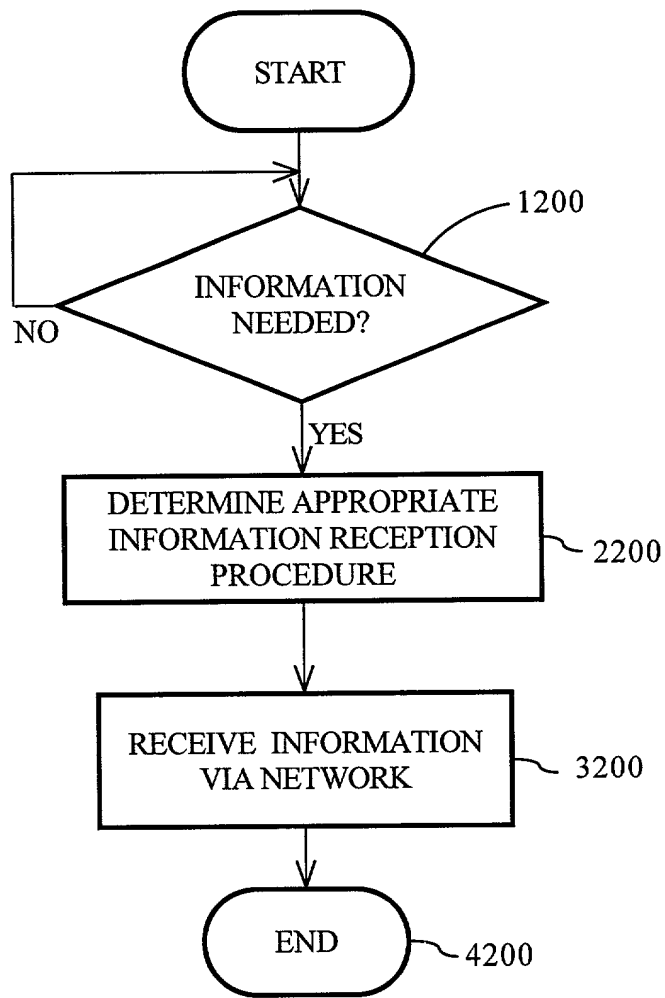 START
1200
INFORMATION
NEEDED?
NO
YES
DETERMINE APPROPRIATE
INFORMATION RECEPTION
PROCEDURE
2200
RECEIVE INFORMATION
VIA NETWORK
3200
END
4200